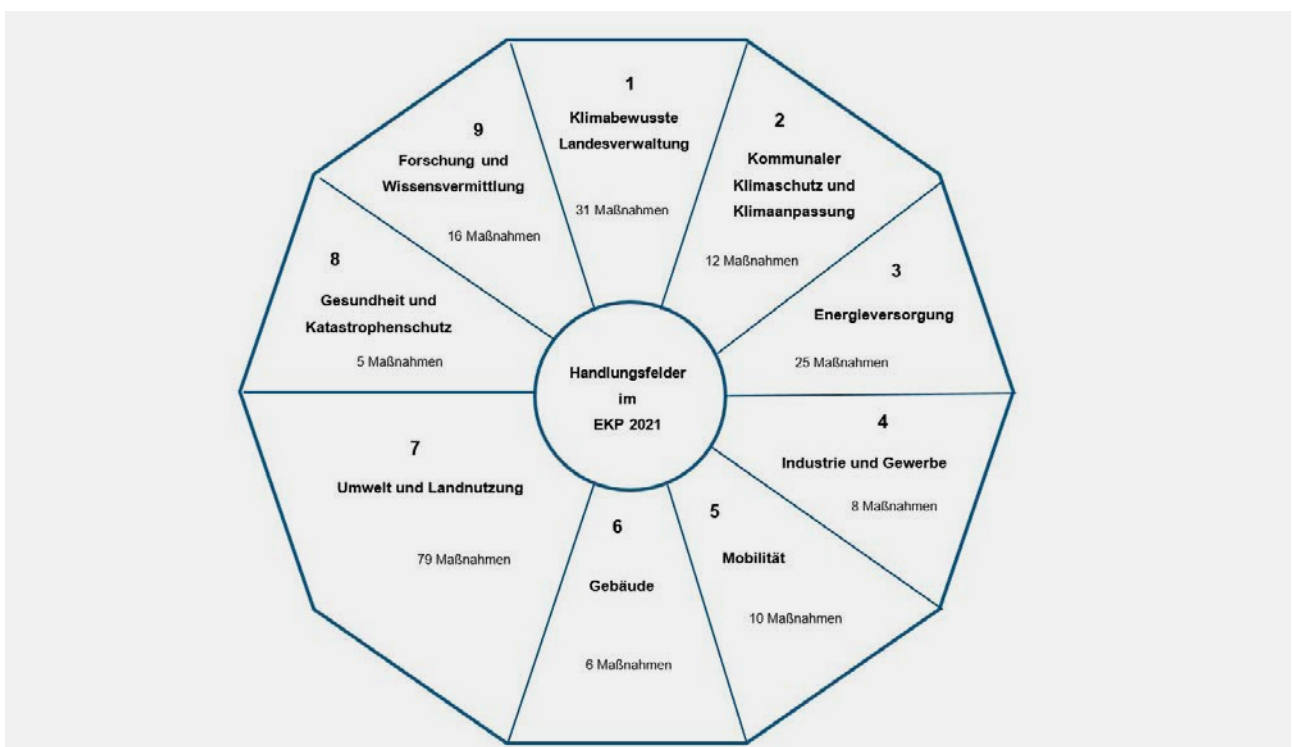 1
Klimabewusste
Landesverwaltung
31 Maßnahmen
2
Kommunaler
Klimaschutz und
Klimaanpassung
12 Maßnahmen
3
Energieversorgung
25 Maßnahmen
4
Industrie und Gewerbe
8 Maßnahmen
5
Mobilität
10 Maßnahmen
6
Gebäude
6 Maßnahmen
7
Umwelt und Landnutzung
79 Maßnahmen
8
Gesundheit und
Katastrophenschutz
5 Maßnahmen
9
Forschung und
Wissensvermittlung
16 Maßnahmen
Handlungsfelder
im
EKP 2021